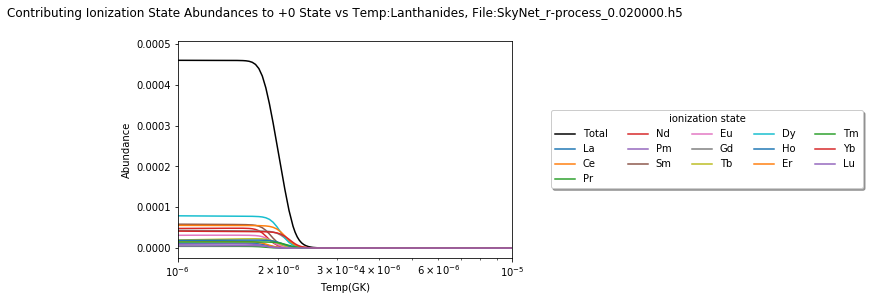 Contributing Ionization State Abundances to +0 State vs Temp:Lanthanides, File:SkyNet_r-process_0.020000.h5
0.0005
0.0004
0.0003
0.0002
0.0001
0.0000
Abundance
10⁻⁶
2 × 10⁻⁶
3 × 10⁻⁶
4 × 10⁻⁶
6 × 10⁻⁶
10⁻⁵
Temp(GK)
ionization state
Total Nd Eu Dy Tm
La Pm Gd Ho Yb
Ce Sm Tb Er Lu
Pr